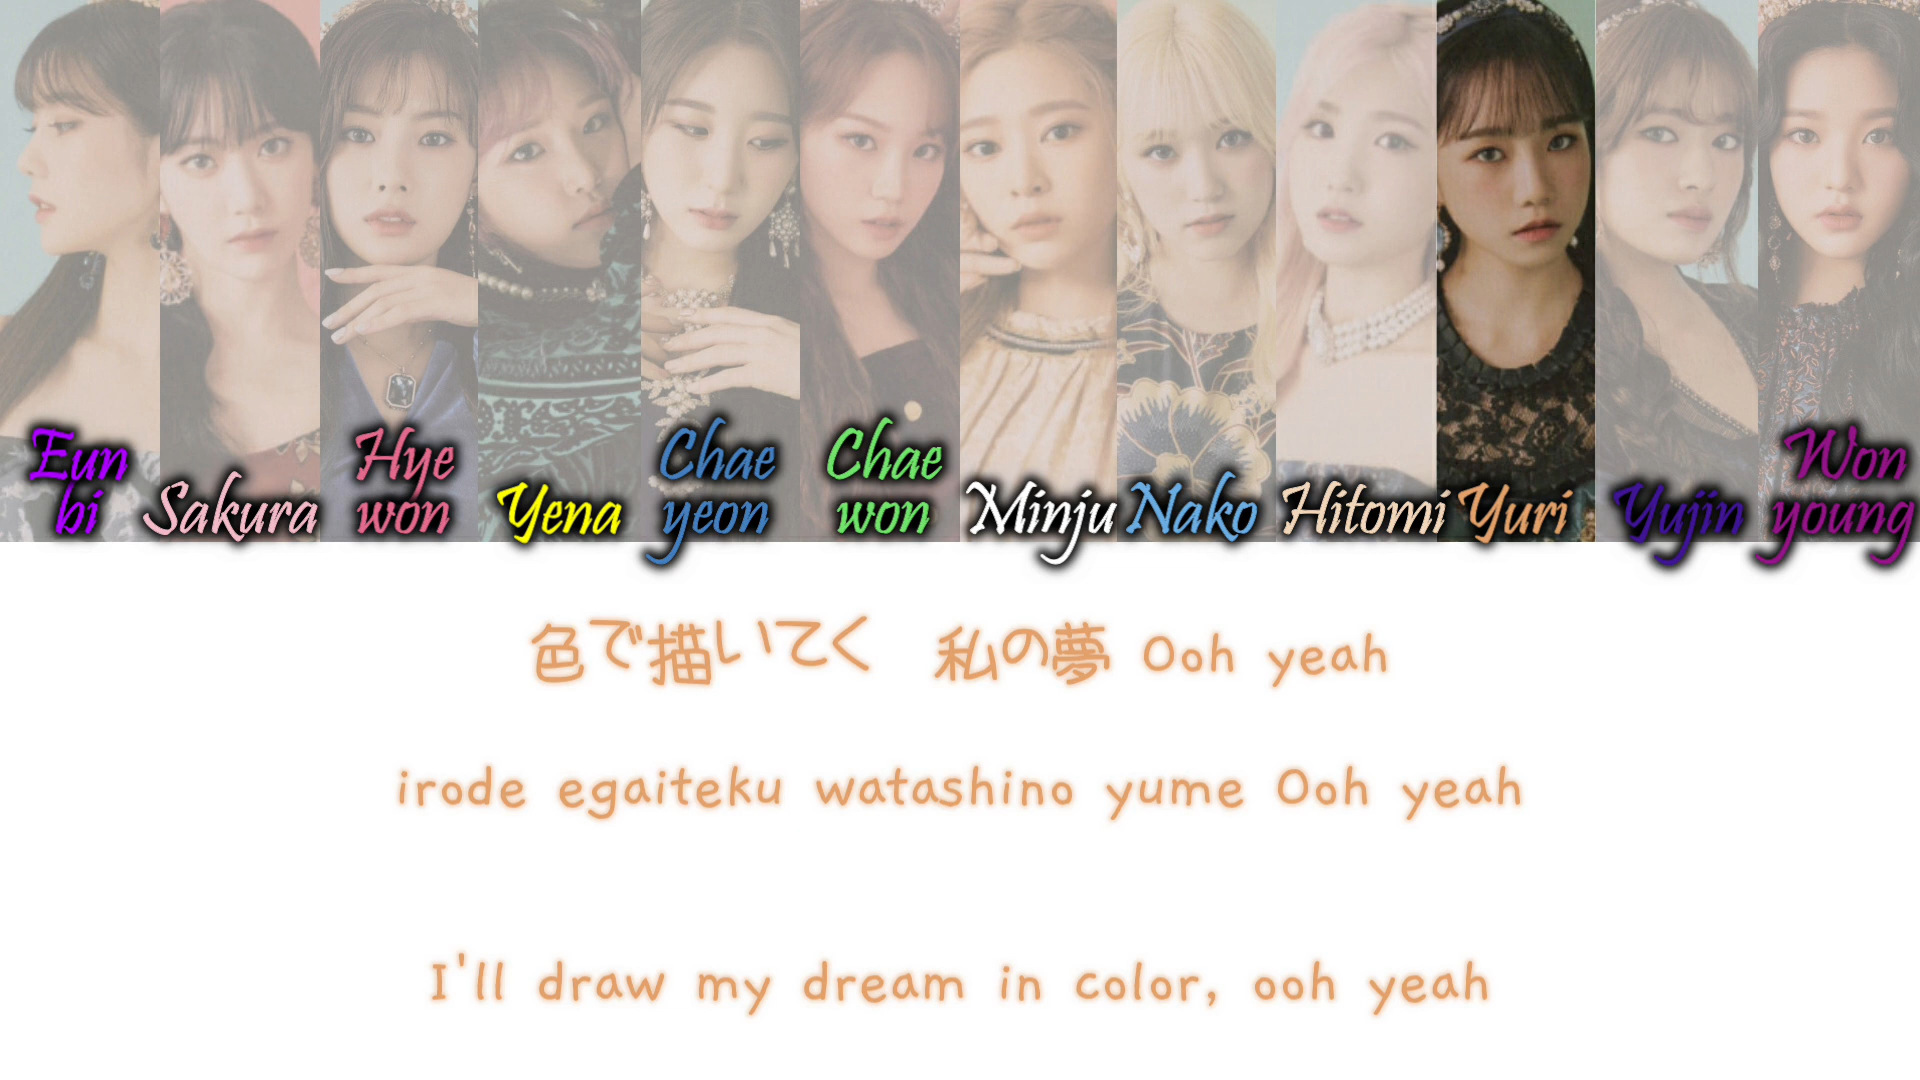 Eun
bi
Sakura
Hye
won
Yena
Chae
yeon
Chae
won
Minju
Nako
Hitomi
Yuri
Yujin
Won
young
色で描いてく　私の夢 Ooh yeah
irode egaiteku watashino yume Ooh yeah
I'll draw my dream in color, ooh yeah